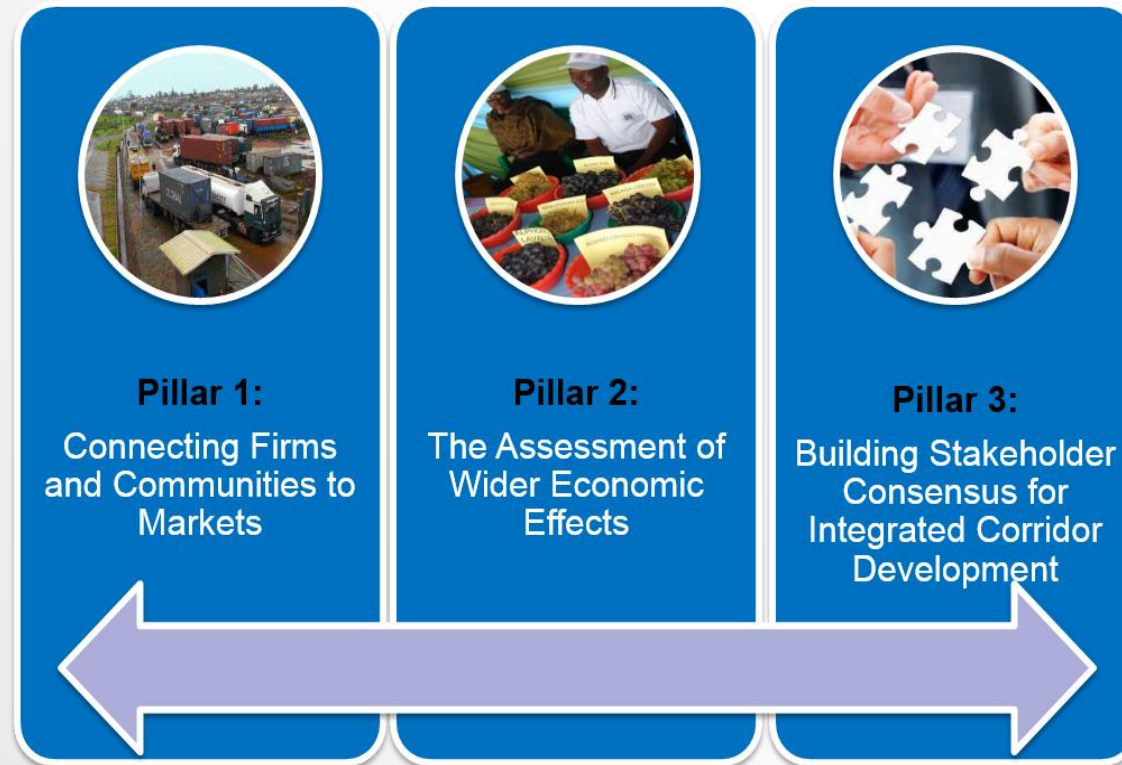 Pillar 1:
Connecting Firms
and Communities to
Markets
Pillar 2:
The Assessment of
Wider Economic
Effects
Pillar 3:
Building Stakeholder
Consensus for
Integrated Corridor
Development